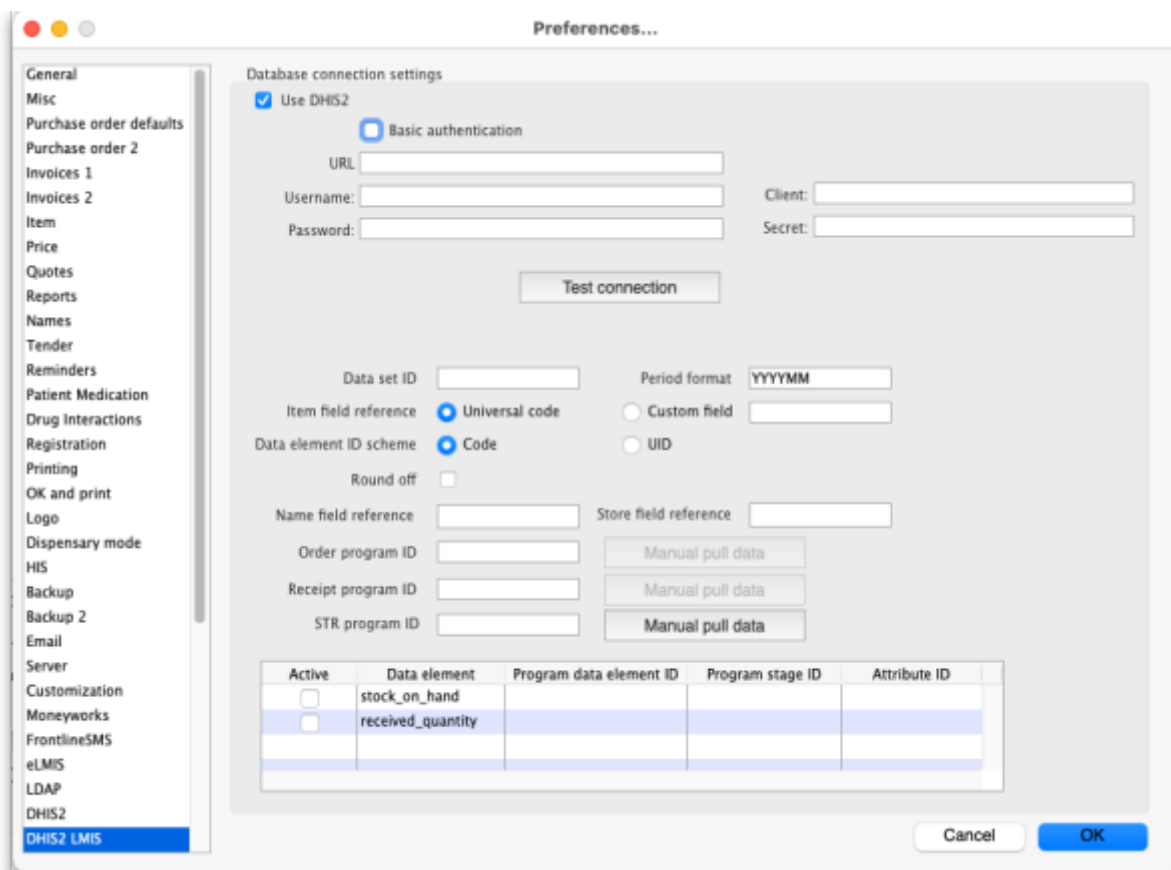 Preferences...
General
Misc
Purchase order defaults
Purchase order 2
Invoices 1
Invoices 2
Item
Price
Quotes
Reports
Names
Tender
Reminders
Patient Medication
Drug Interactions
Registration
Printing
OK and print
Logo
Dispensary mode
HIS
Backup
Backup 2
Email
Server
Customization
Moneyworks
FrontlineSMS
eLMIS
LDAP
DHIS2
DHIS2 LMIS
Database connection settings
Use DHIS2
Basic authentication
URL
Username: Client:
Password: Secret:
Test connection
Data set ID Period format YYYYMM
Item field reference Universal code Custom field
Data element ID scheme Code UID
Round off
Name field reference Store field reference
Order program ID Manual pull data
Receipt program ID Manual pull data
STR program ID Manual pull data
Active Data element Program data element ID Program stage ID Attribute ID
stock_on_hand
received_quantity
Cancel OK